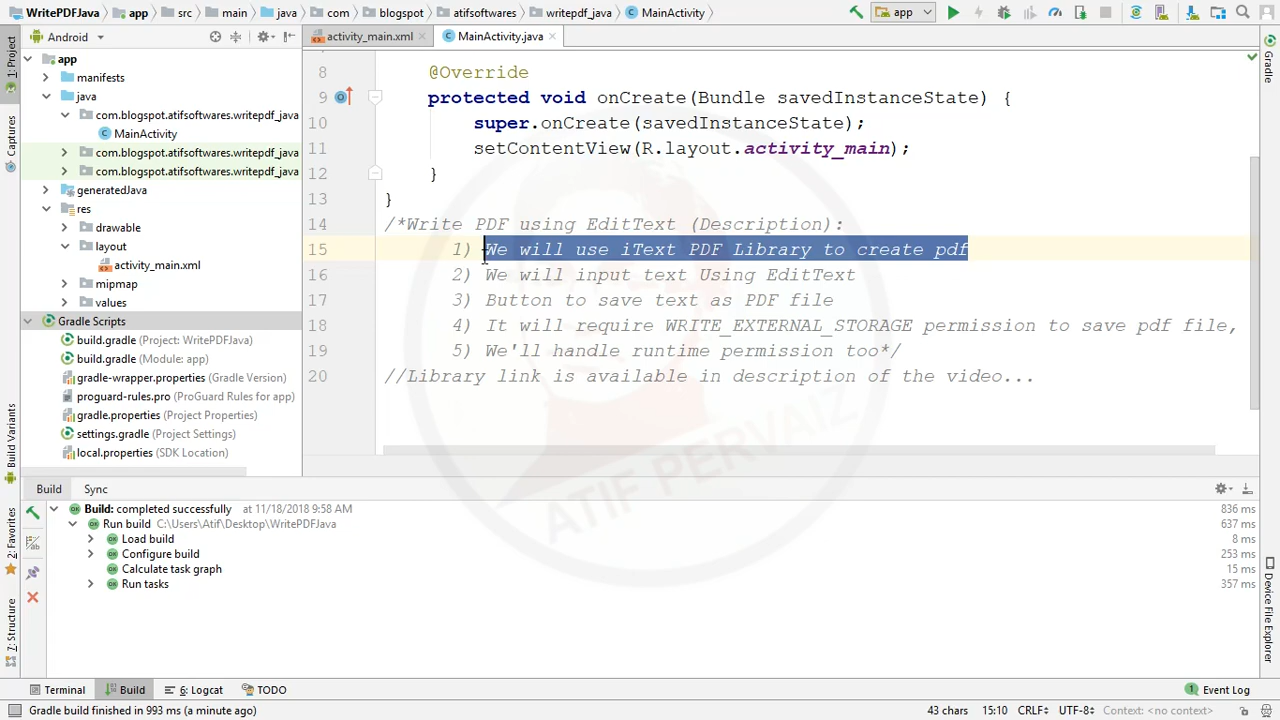 WritePDFJava app src main java com blogspot atifsoftwares writepdf_java MainActivity app
Android
activity_main.xml MainActivity.java
1: Project
Captures
Build Variants
2: Favorites
7: Structure
app
manifests
java
com.blogspot.atifsoftwares.writepdf_java
MainActivity
com.blogspot.atifsoftwares.writepdf_java
com.blogspot.atifsoftwares.writepdf_java
generatedJava
res
drawable
layout
activity_main.xml
mipmap
values
Gradle Scripts
build.gradle (Project: WritePDFJava)
build.gradle (Module: app)
gradle-wrapper.properties (Gradle Version)
proguard-rules.pro (ProGuard Rules for app)
gradle.properties (Project Properties)
settings.gradle (Project Settings)
local.properties (SDK Location)
8 @Override
9 protected void onCreate(Bundle savedInstanceState) {
10 super.onCreate(savedInstanceState);
11 setContentView(R.layout.activity_main);
12 }
13 }
14 /*Write PDF using EditText (Description):
15 1) We will use iText PDF Library to create pdf
16 2) We will input text Using EditText
17 3) Button to save text as PDF file
18 4) It will require WRITE_EXTERNAL_STORAGE permission to save pdf file,
19 5) We'll handle runtime permission too*/
20 //Library link is available in description of the video...
ATIF PERVAIZ
Gradle
Device File Explorer
Build Sync
Build: completed successfully at 11/18/2018 9:58 AM 836 ms
Run build C:\Users\Atif\Desktop\WritePDFJava 637 ms
Load build 8 ms
Configure build 253 ms
Calculate task graph 15 ms
Run tasks 357 ms
Terminal Build 6: Logcat TODO 1 Event Log
Gradle build finished in 993 ms (a minute ago) 43 chars 15:10 CRLF UTF-8 Context: <no context>